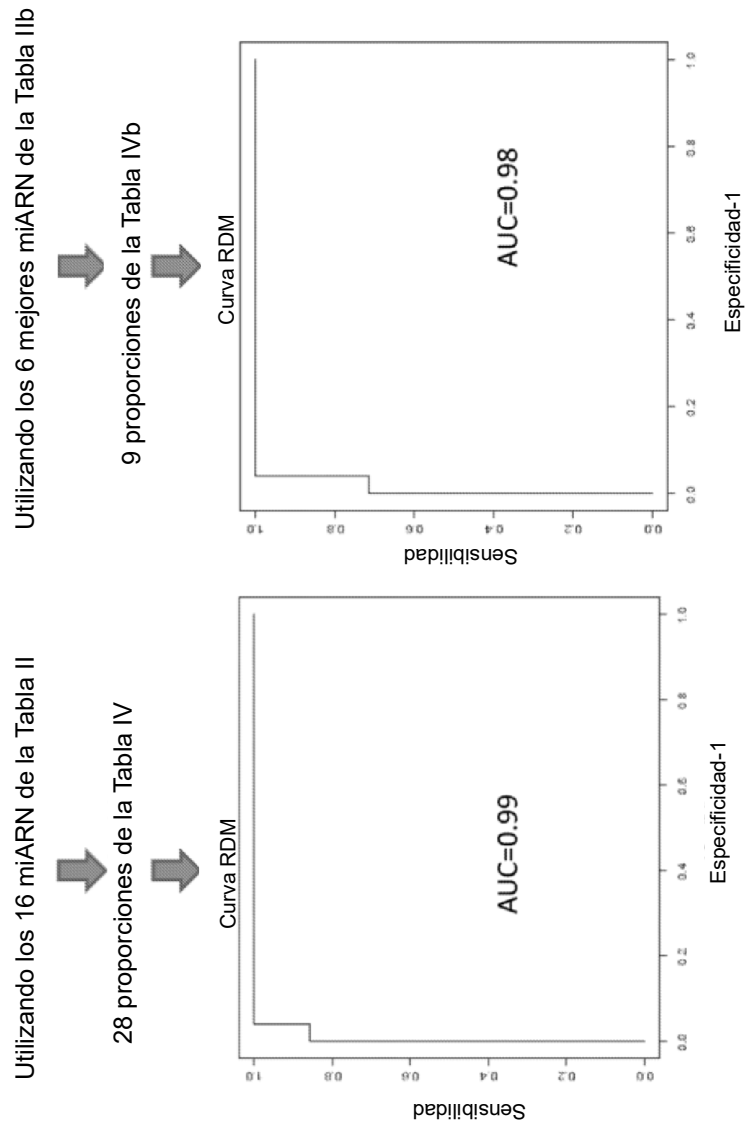 Utilizando los 16 miARN de la Tabla II
28 proporciones de la Tabla IV
Curva RDM
Sensibilidad
1.0
0.8
0.6
0.4
0.2
0.0
AUC=0.99
0.0
0.2
0.4
0.6
0.8
1.0
Especificidad-1
Utilizando los 6 mejores miARN de la Tabla IIb
9 proporciones de la Tabla IVb
Curva RDM
Sensibilidad
1.0
0.8
0.6
0.4
0.2
0.0
AUC=0.98
0.0
0.2
0.4
0.6
0.8
1.0
Especificidad-1